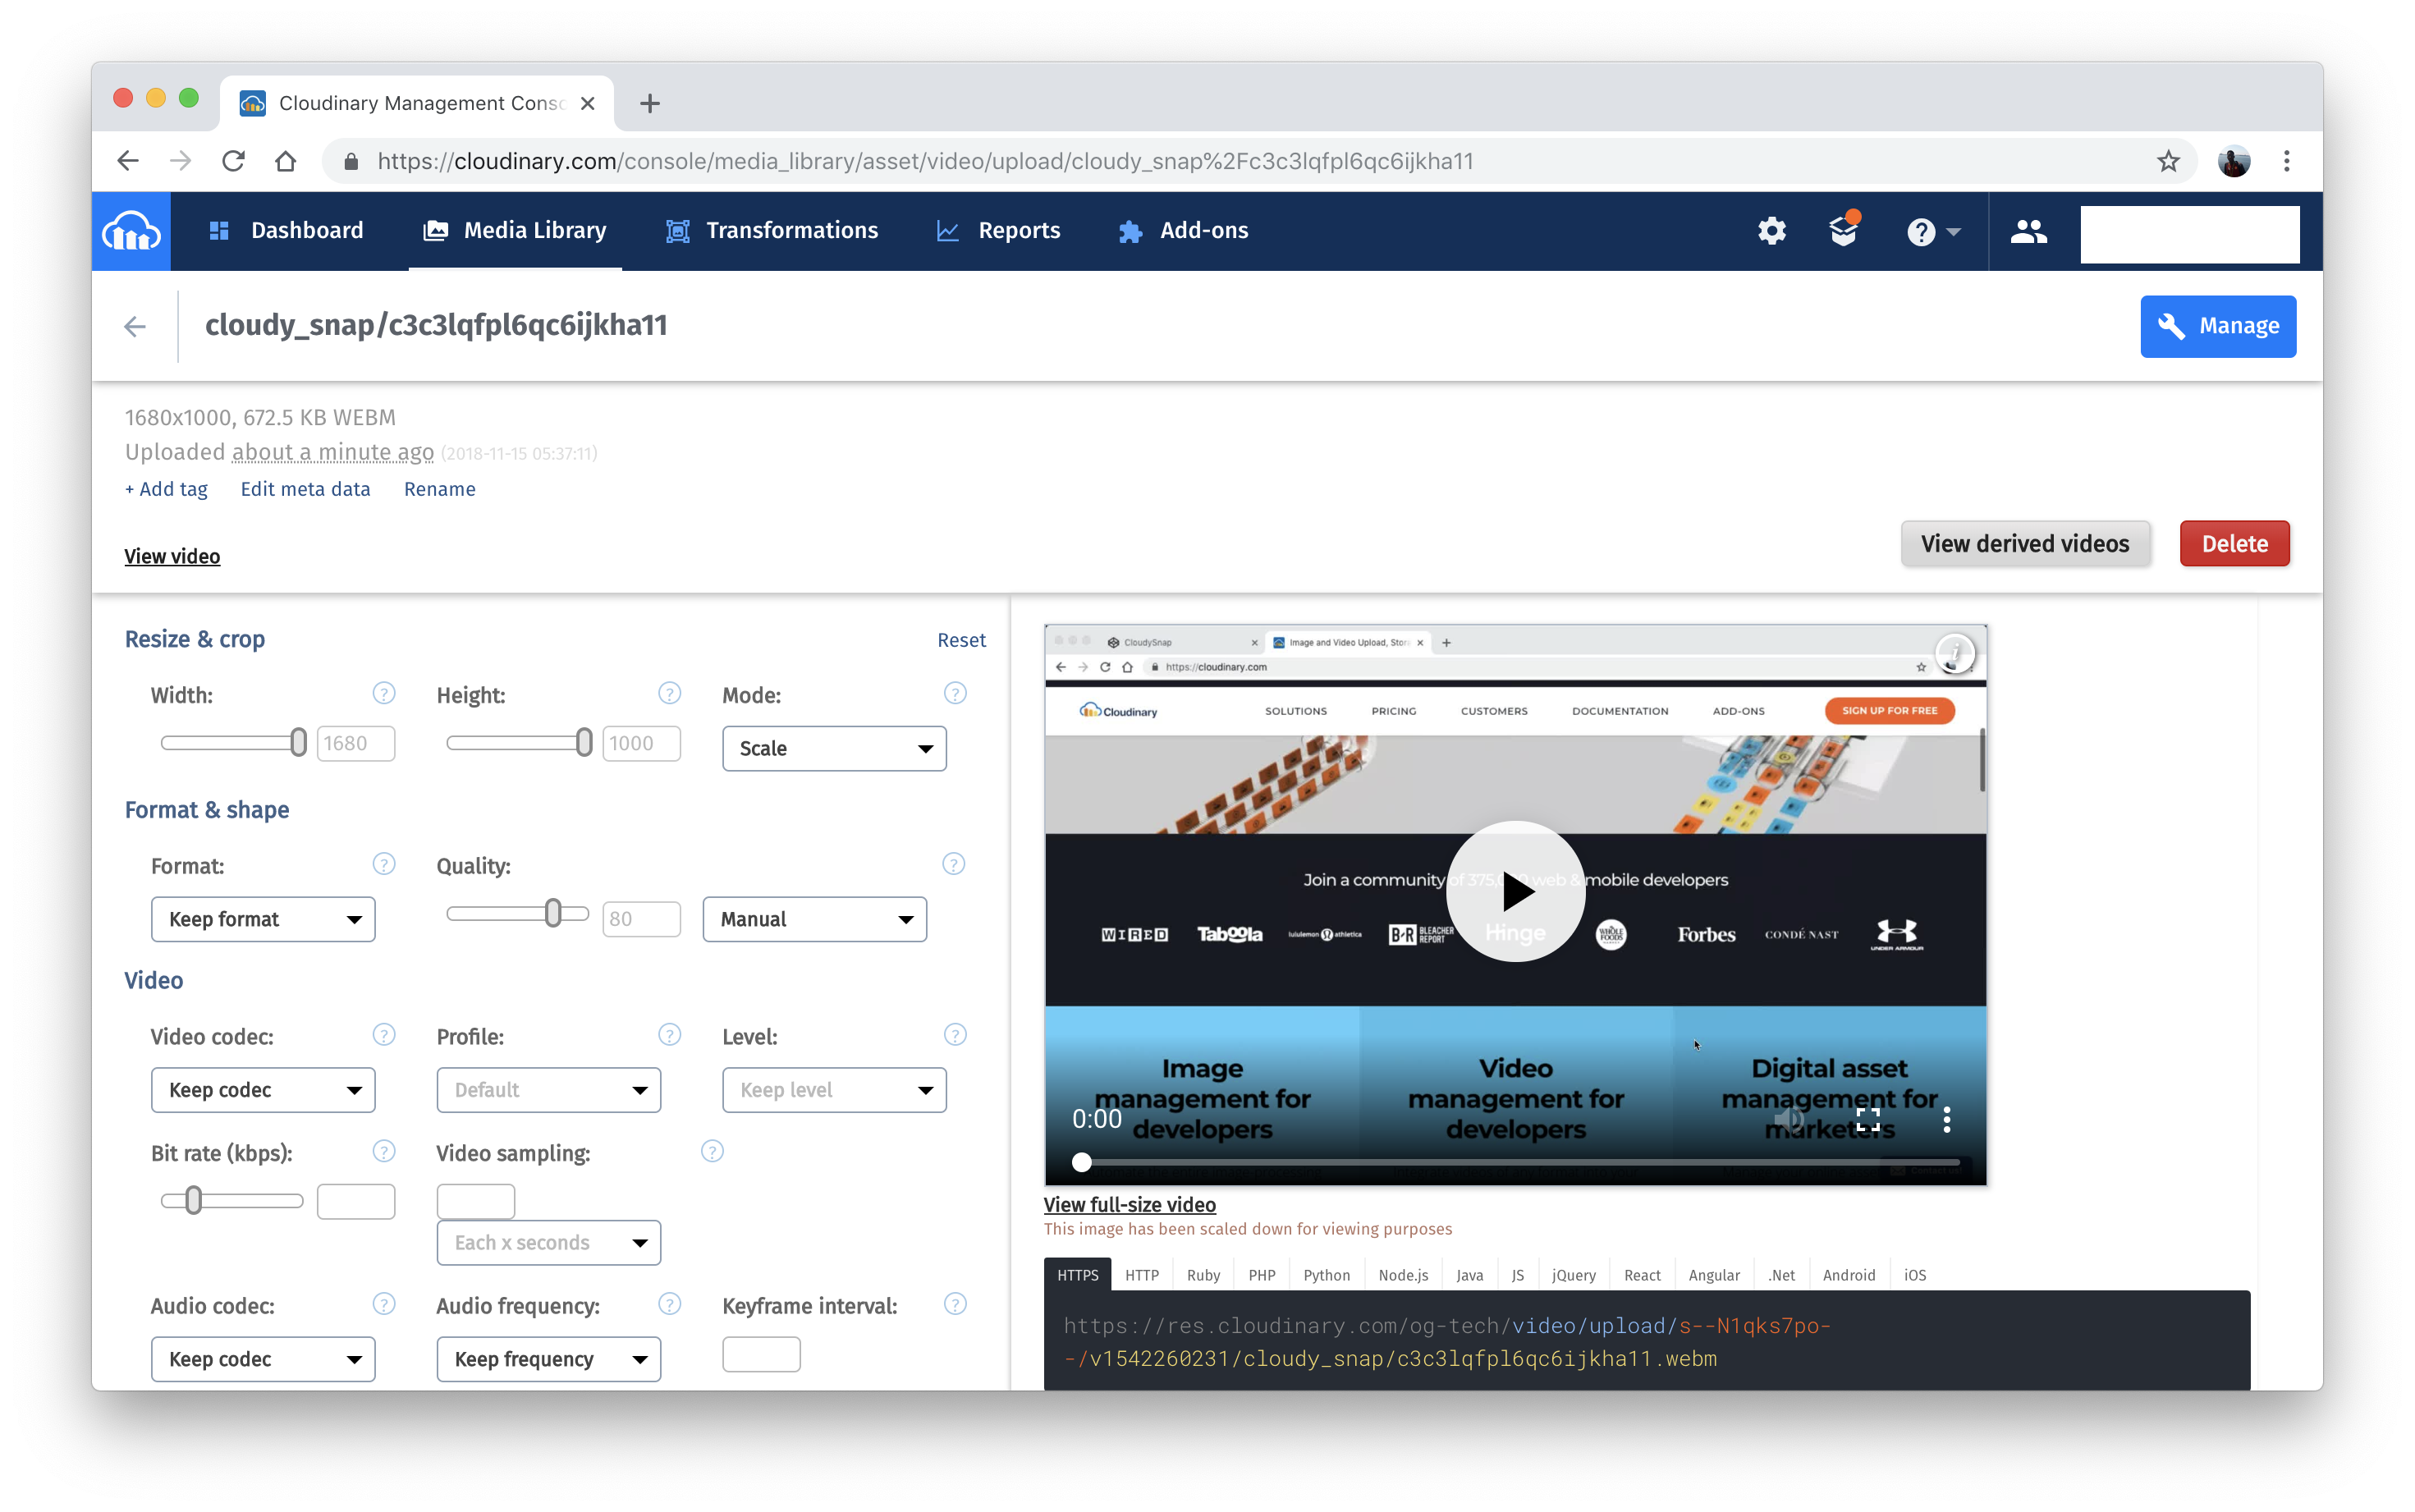 Cloudinary Management Conso
https://cloudinary.com/console/media_library/asset/video/upload/cloudy_snap%2Fc3c3lqfpl6qc6ijkha11
Dashboard Media Library Transformations Reports Add-ons
cloudy_snap/c3c3lqfpl6qc6ijkha11
Manage
1680x1000, 672.5 KB WEBM
Uploaded about a minute ago (2018-11-15 05:37:11)
+ Add tag Edit meta data Rename
View video
View derived videos Delete
Resize & crop Reset
Width: ? Height: ? Mode: ?
1680 1000 Scale
Format & shape
Format: ? Quality: ?
Keep format 80 Manual
Video
Video codec: ? Profile: ? Level: ?
Keep codec Default Keep level
Bit rate (kbps): ? Video sampling: ?
Each x seconds
Audio codec: ? Audio frequency: ? Keyframe interval: ?
Keep codec Keep frequency
CloudySnap Image and Video Upload, Stor
https://cloudinary.com
Cloudinary SOLUTIONS PRICING CUSTOMERS DOCUMENTATION ADD-ONS SIGN UP FOR FREE
Join a community of 375, web & mobile developers
WIRED Taboola lululemon athletica B/R BLEACHER REPORT Hinge WHOLE FOODS Forbes CONDÉ NAST UNDER ARMOUR
Image management for developers
Video management for developers
Digital asset management for marketers
0:00
View full-size video
This image has been scaled down for viewing purposes
HTTPS HTTP Ruby PHP Python Node.js Java JS jQuery React Angular .Net Android iOS
https://res.cloudinary.com/og-tech/video/upload/s--N1qks7po-
-/v1542260231/cloudy_snap/c3c3lqfpl6qc6ijkha11.webm